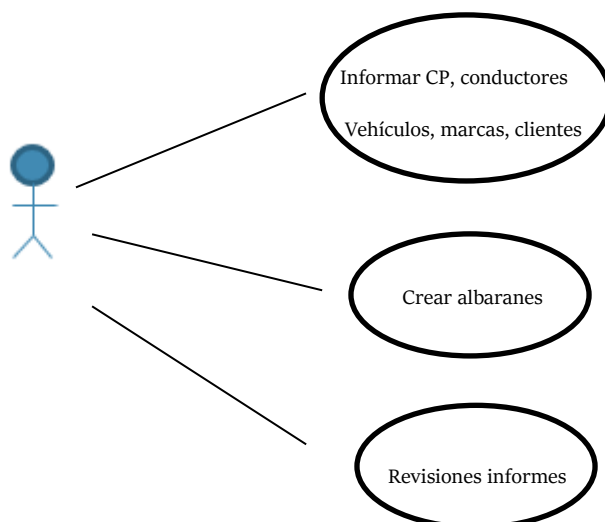 Informar CP, conductores
Vehículos, marcas, clientes
Crear albaranes
Revisiones informes